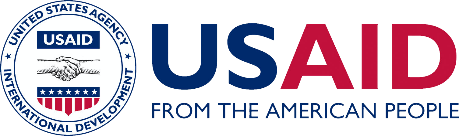 UNITED STATES AGENCY
USAID
INTERNATIONAL DEVELOPMENT
USAID
FROM THE AMERICAN PEOPLE